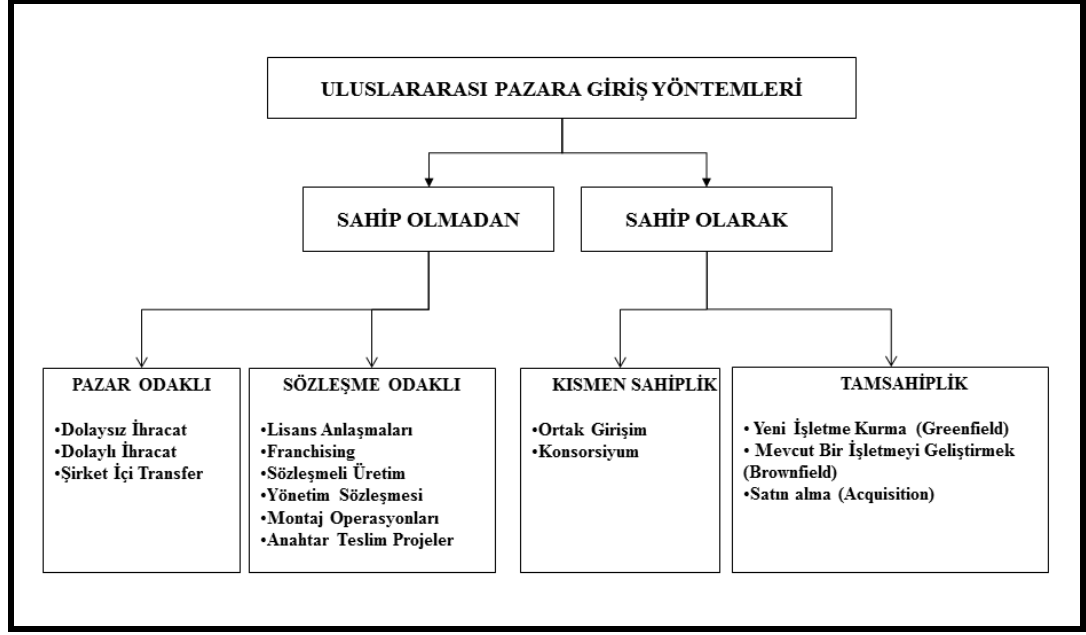 ULUSLARARASI PAZARA GİRİŞ YÖNTEMLERİ
SAHİP OLMADAN
SAHİP OLARAK
PAZAR ODAKLI
•Dolaysız İhracat
•Dolaylı İhracat
•Şirket İçi Transfer
SÖZLEŞME ODAKLI
•Lisans Anlaşmaları
•Franchising
•Sözleşmeli Üretim
•Yönetim Sözleşmesi
•Montaj Operasyonları
•Anahtar Teslim Projeler
KISMEN SAHİPLİK
•Ortak Girişim
•Konsorsiyum
TAMSAHİPLİK
• Yeni İşletme Kurma (Greenfield)
• Mevcut Bir İşletmeyi Geliştirmek
(Brownfield)
•Satın alma (Acquisition)